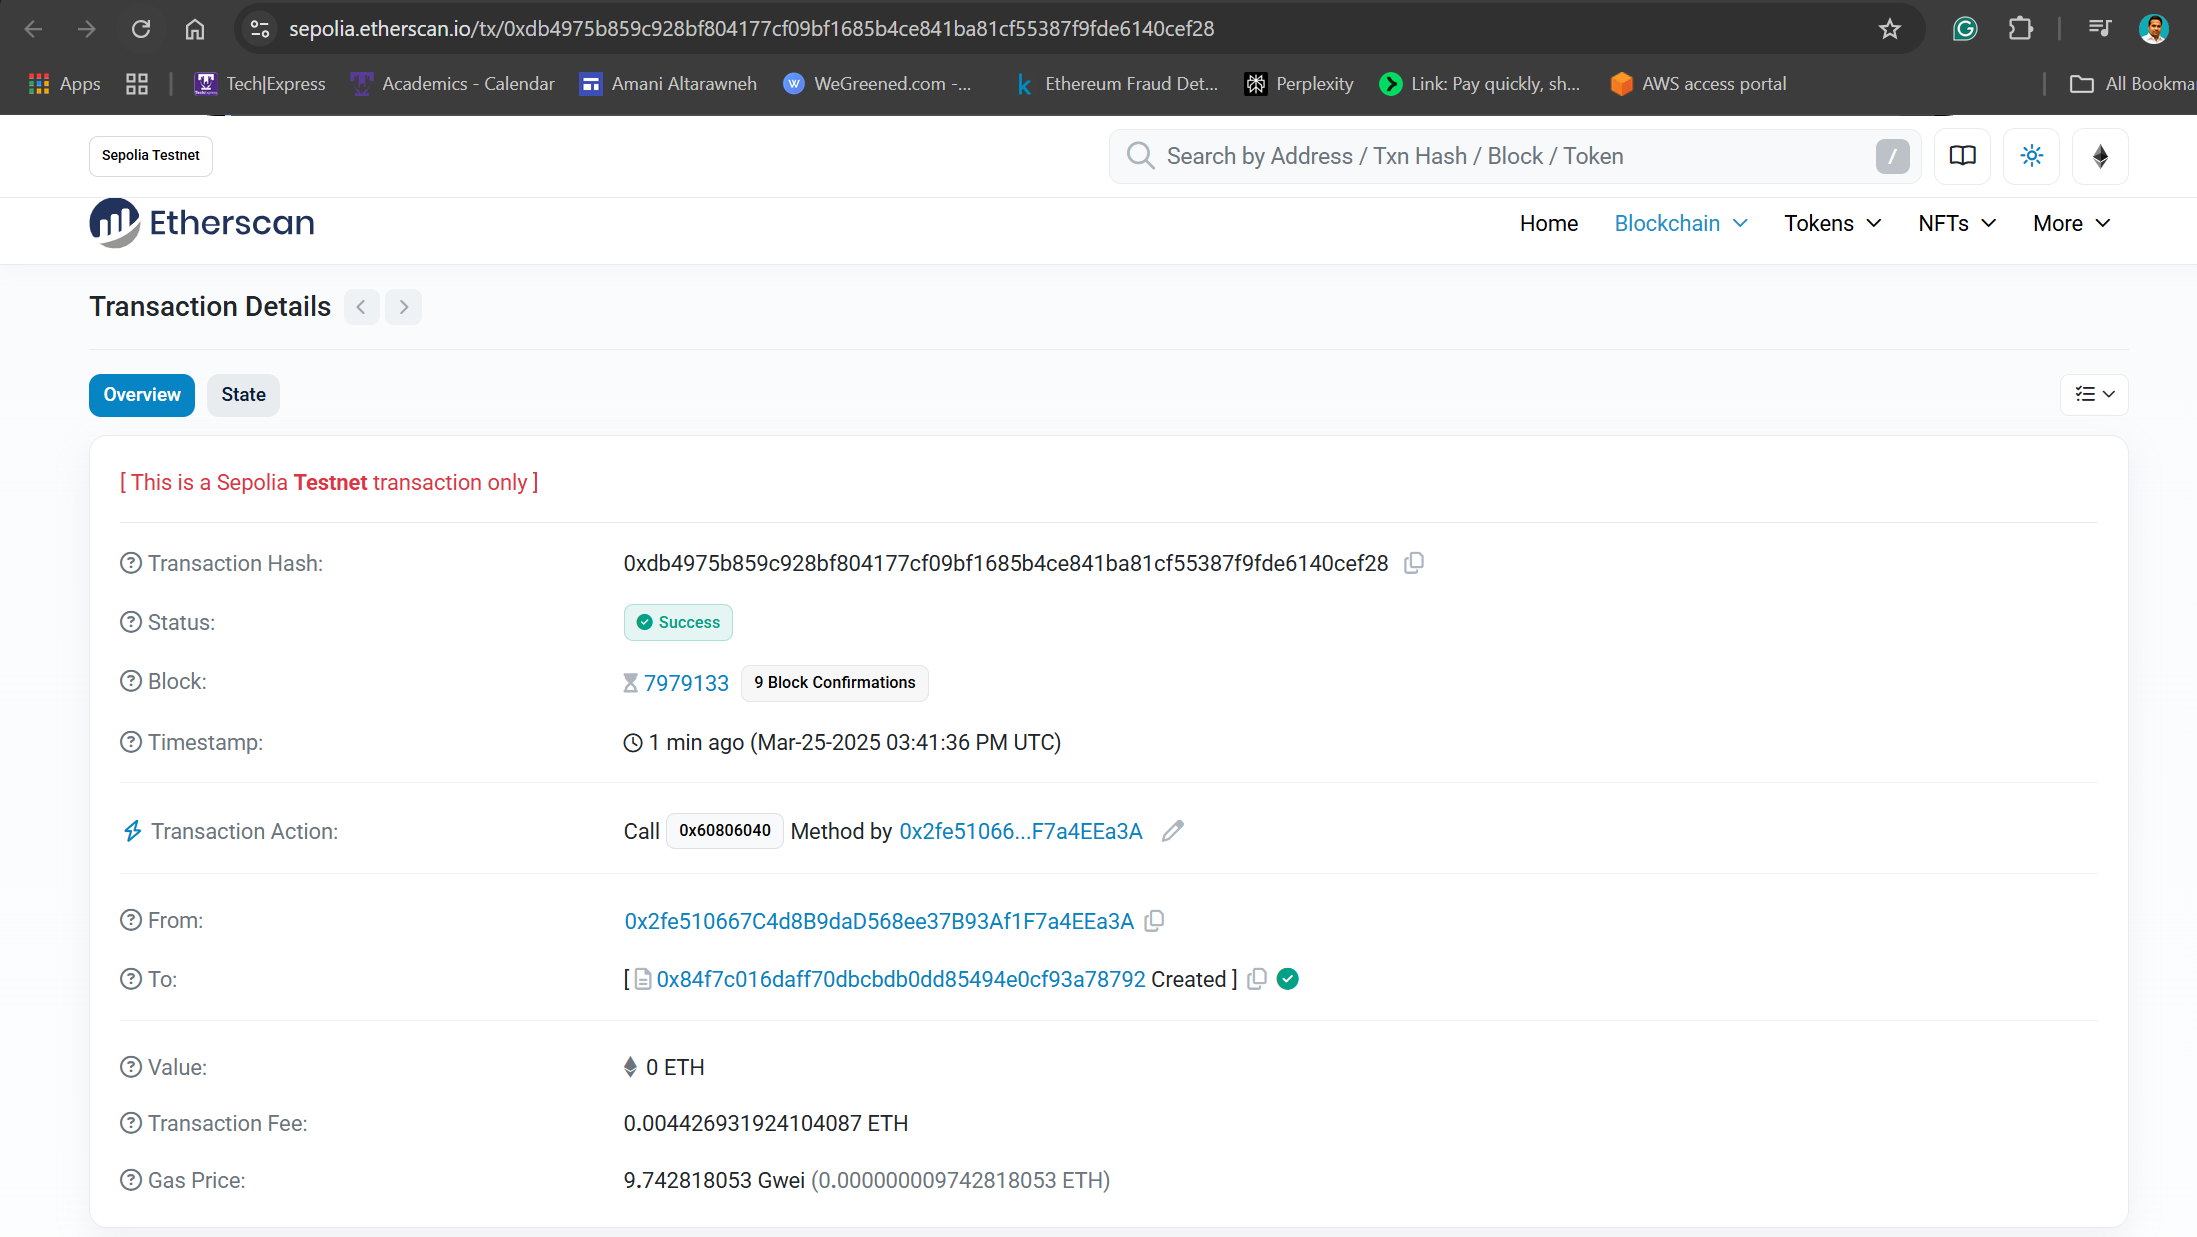 sepolia.etherscan.io/tx/0xdb4975b859c928bf804177cf09bf1685b4ce841ba81cf55387f9fde6140cef28
Apps Tech|Express Academics - Calendar Amani Altarawneh WeGreened.com -... Ethereum Fraud Det... Perplexity Link: Pay quickly, sh... AWS access portal All Bookma
Sepolia Testnet
Search by Address / Txn Hash / Block / Token /
Etherscan
Home Blockchain Tokens NFTs More
Transaction Details
Overview State
[ This is a Sepolia Testnet transaction only ]
Transaction Hash: 0xdb4975b859c928bf804177cf09bf1685b4ce841ba81cf55387f9fde6140cef28
Status: Success
Block: 7979133 9 Block Confirmations
Timestamp: 1 min ago (Mar-25-2025 03:41:36 PM UTC)
Transaction Action: Call 0x60806040 Method by 0x2fe51066...F7a4EEa3A
From: 0x2fe510667C4d8B9daD568ee37B93Af1F7a4EEa3A
To: [ 0x84f7c016daff70dbcbdb0dd85494e0cf93a78792 Created ]
Value: 0 ETH
Transaction Fee: 0.004426931924104087 ETH
Gas Price: 9.742818053 Gwei (0.000000009742818053 ETH)